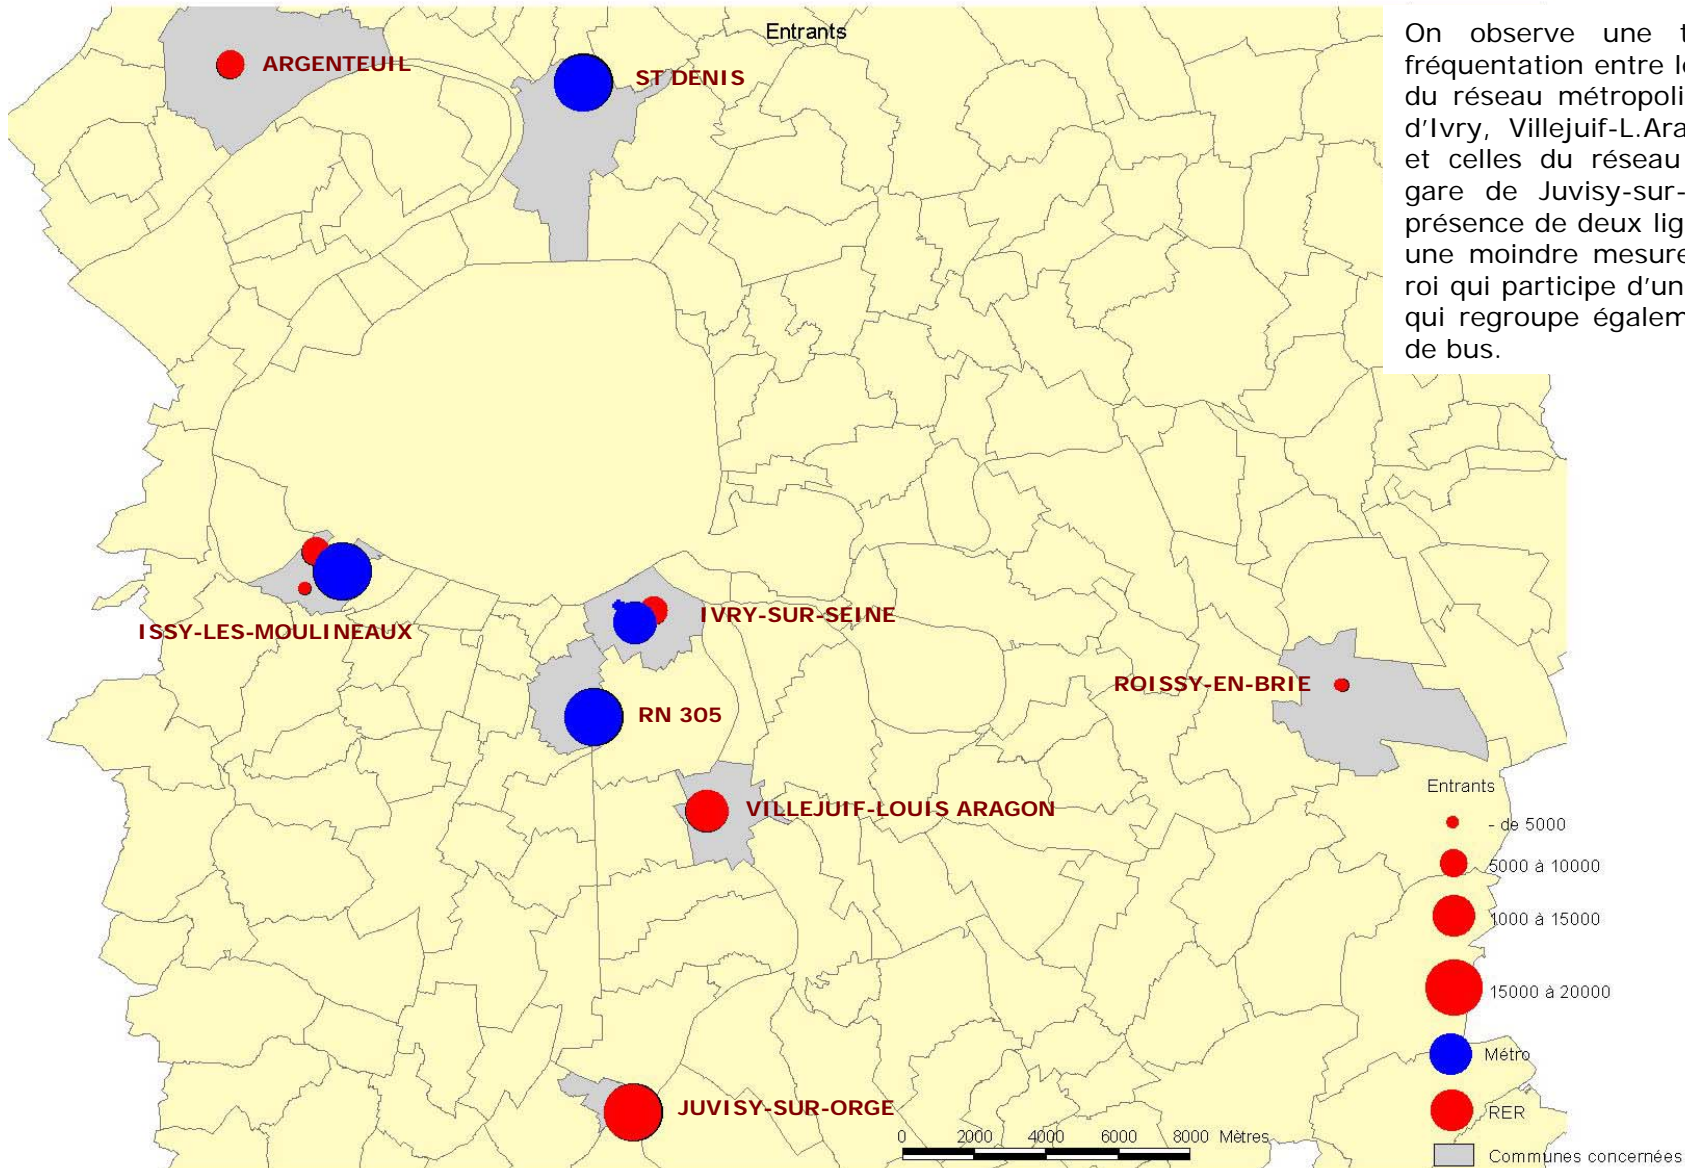 Entrants
On observe une t
fréquentation entre le
du réseau métropoli
d'Ivry, Villejuif-L.Ara
et celles du réseau
gare de Juvisy-sur-
présence de deux lig
une moindre mesure
roi qui participe d'un
qui regroupe égalem
de bus.
ARGENTEUIL
ST DENIS
ISSY-LES-MOULINEAUX
IVRY-SUR-SEINE
ROISSY-EN-BRIE
RN 305
VILLEJUIF-LOUIS ARAGON
JUVISY-SUR-ORGE
Entrants
- de 5000
5000 à 10000
1000 à 15000
15000 à 20000
Métro
RER
Communes concernées
0 2000 4000 6000 8000 Mètres